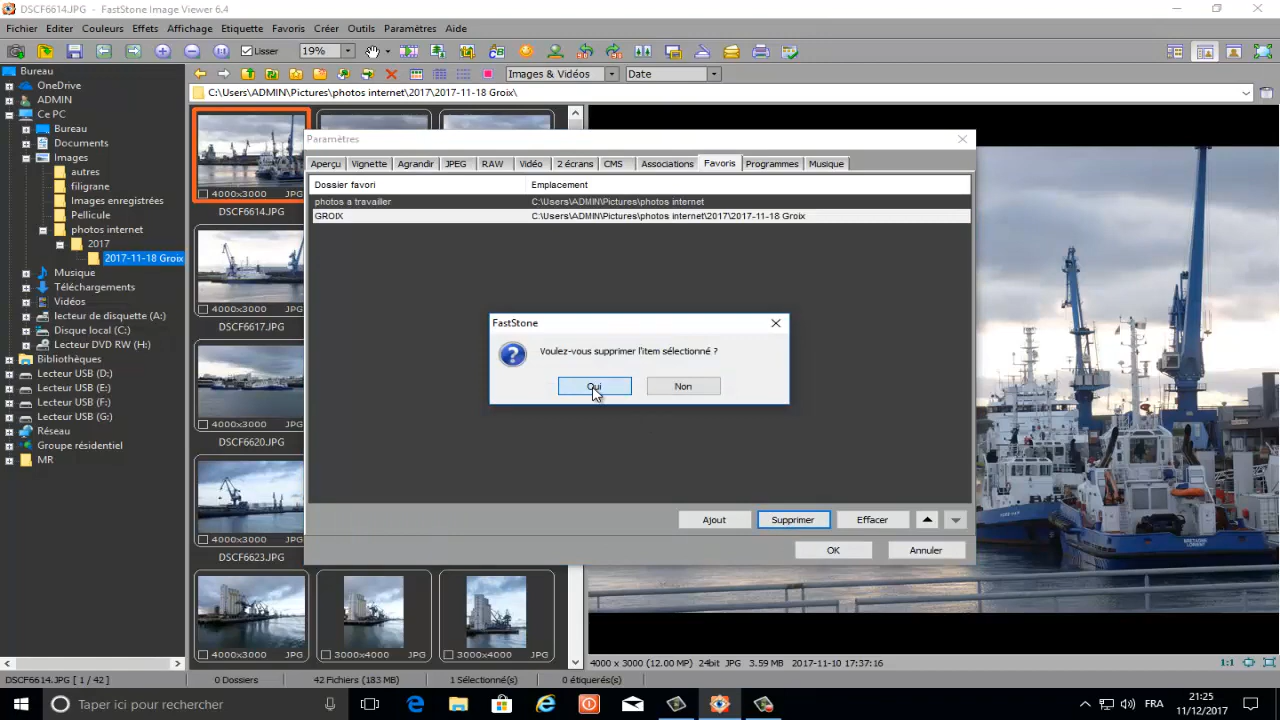 DSCF6614.JPG - FastStone Image Viewer 6.4
Fichier Editer Couleurs Effets Affichage Etiquette Favoris Créer Outils Paramètres Aide
Lisser 19%
Images & Vidéos Date
C:\Users\ADMIN\Pictures\photos internet\2017\2017-11-18 Groix\
Bureau
OneDrive
ADMIN
Ce PC
Bureau
Documents
Images
autres
filigrane
Images enregistrées
Pellicule
photos internet
2017
2017-11-18 Groix
Musique
Téléchargements
Vidéos
lecteur de disquette (A:)
Disque local (C:)
Lecteur DVD RW (H:)
Bibliothèques
Lecteur USB (D:)
Lecteur USB (E:)
Lecteur USB (F:)
Lecteur USB (G:)
Réseau
Groupe résidentiel
MR
4000x3000 JPG
DSCF6614.JPG
4000x3000 JPG
DSCF6617.JPG
4000x3000 JPG
DSCF6620.JPG
4000x3000 JPG
DSCF6623.JPG
4000x3000 JPG
3000x4000 JPG
3000x4000 JPG
Paramètres
Aperçu Vignette Agrandir JPEG RAW Vidéo 2 écrans CMS Associations Favoris Programmes Musique
Dossier favori Emplacement
photos a travailler C:\Users\ADMIN\Pictures\photos internet
GROIX C:\Users\ADMIN\Pictures\photos internet\2017\2017-11-18 Groix
FastStone
Voulez-vous supprimer l'item sélectionné ?
Oui Non
Ajout Supprimer Effacer
OK Annuler
4000 x 3000 (12.00 MP) 24bit JPG 3.59 MB 2017-11-10 17:37:16
1:1
DSCF6614.JPG [ 1 / 42 ] 0 Dossiers 42 Fichiers (183 MB) 1 Sélectionné(s) 0 étiqueté(s)
Taper ici pour rechercher
FRA
21:25
11/12/2017